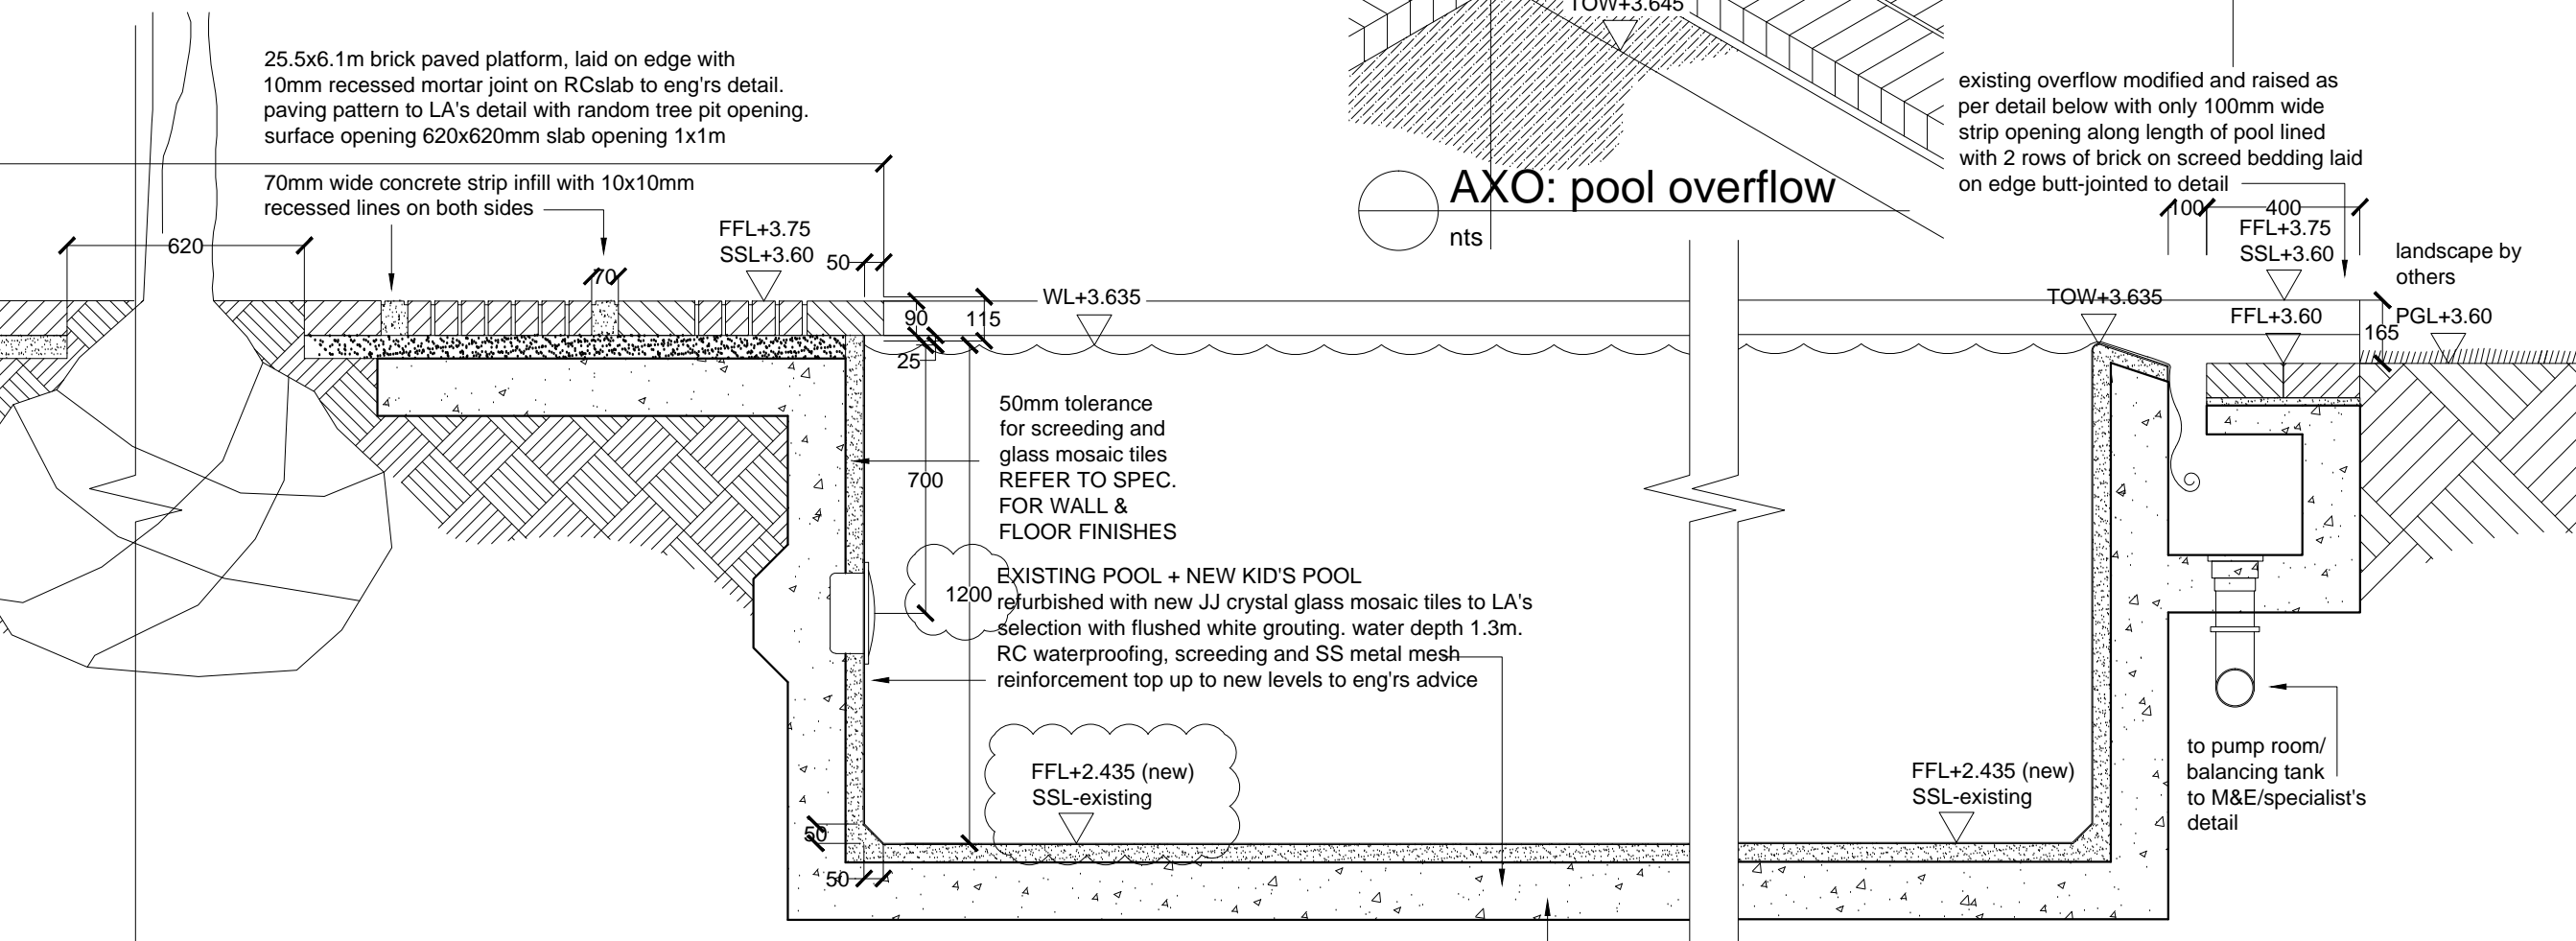 25.5x6.1m brick paved platform, laid on edge with
10mm recessed mortar joint on RCslab to eng'rs detail.
paving pattern to LA's detail with random tree pit opening.
surface opening 620x620mm slab opening 1x1m
70mm wide concrete strip infill with 10x10mm
recessed lines on both sides
620
70
FFL+3.75
SSL+3.60
50
90
115
25
WL+3.635
700
1200
50mm tolerance
for screeding and
glass mosaic tiles
REFER TO SPEC.
FOR WALL &
FLOOR FINISHES
EXISTING POOL + NEW KID'S POOL
refurbished with new JJ crystal glass mosaic tiles to LA's
selection with flushed white grouting. water depth 1.3m.
RC waterproofing, screeding and SS metal mesh
reinforcement top up to new levels to eng'rs advice
FFL+2.435 (new)
SSL-existing
50
50
TOW+3.645
AXO: pool overflow
nts
existing overflow modified and raised as
per detail below with only 100mm wide
strip opening along length of pool lined
with 2 rows of brick on screed bedding laid
on edge butt-jointed to detail
100
400
FFL+3.75
SSL+3.60
landscape by
others
TOW+3.635
FFL+3.60
PGL+3.60
165
FFL+2.435 (new)
SSL-existing
to pump room/
balancing tank
to M&E/specialist's
detail